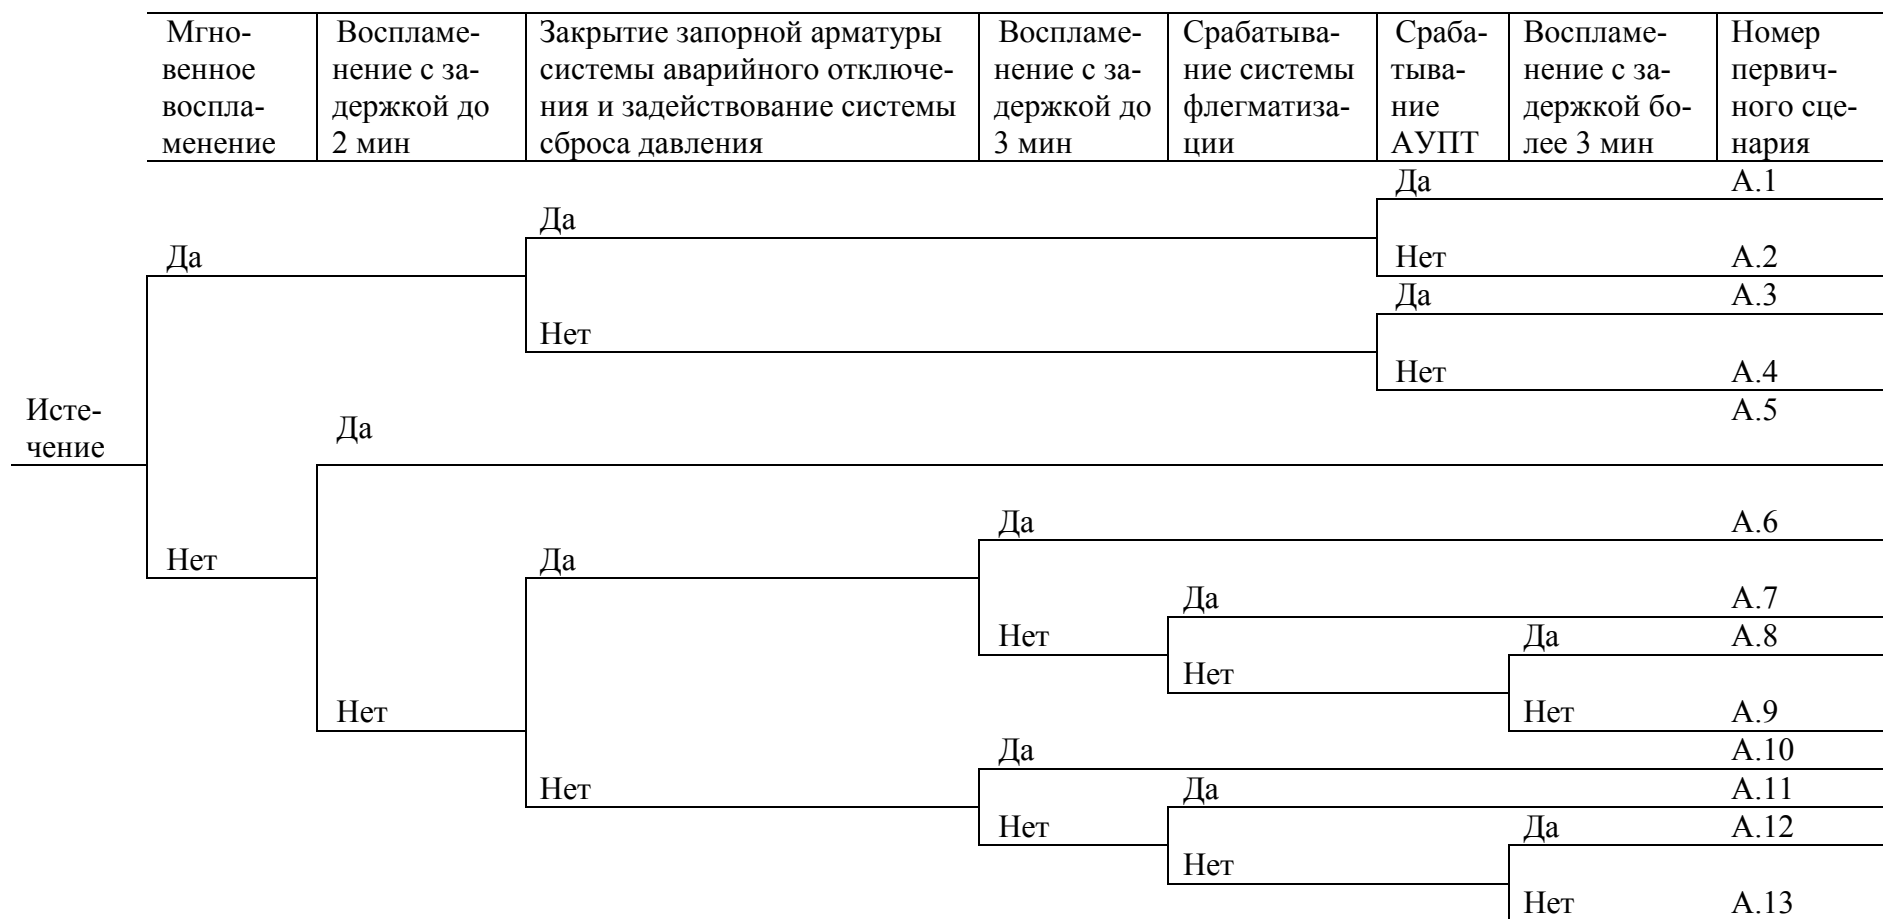 Мгно-
венное
воспла-
менение
Воспламе-
нение с за-
держкой до
2 мин
Закрытие запорной арматуры
системы аварийного отключе-
ния и задействование системы
сброса давления
Воспламе-
нение с за-
держкой до
3 мин
Срабатыва-
ние системы
флегматиза-
ции
Сраба-
тыва-
ние
АУПТ
Воспламе-
нение с за-
держкой бо-
лее 3 мин
Номер
первич-
ного сце-
нария
Да А.1
Да
Да
Нет А.2
Да А.3
Нет
Нет А.4
Исте-
чение
Да
А.5
Да А.6
Нет
Да
Да А.7
Нет
Да А.8
Нет
Нет
Нет А.9
Да А.10
Нет
Да А.11
Нет
Да А.12
Нет
Нет А.13